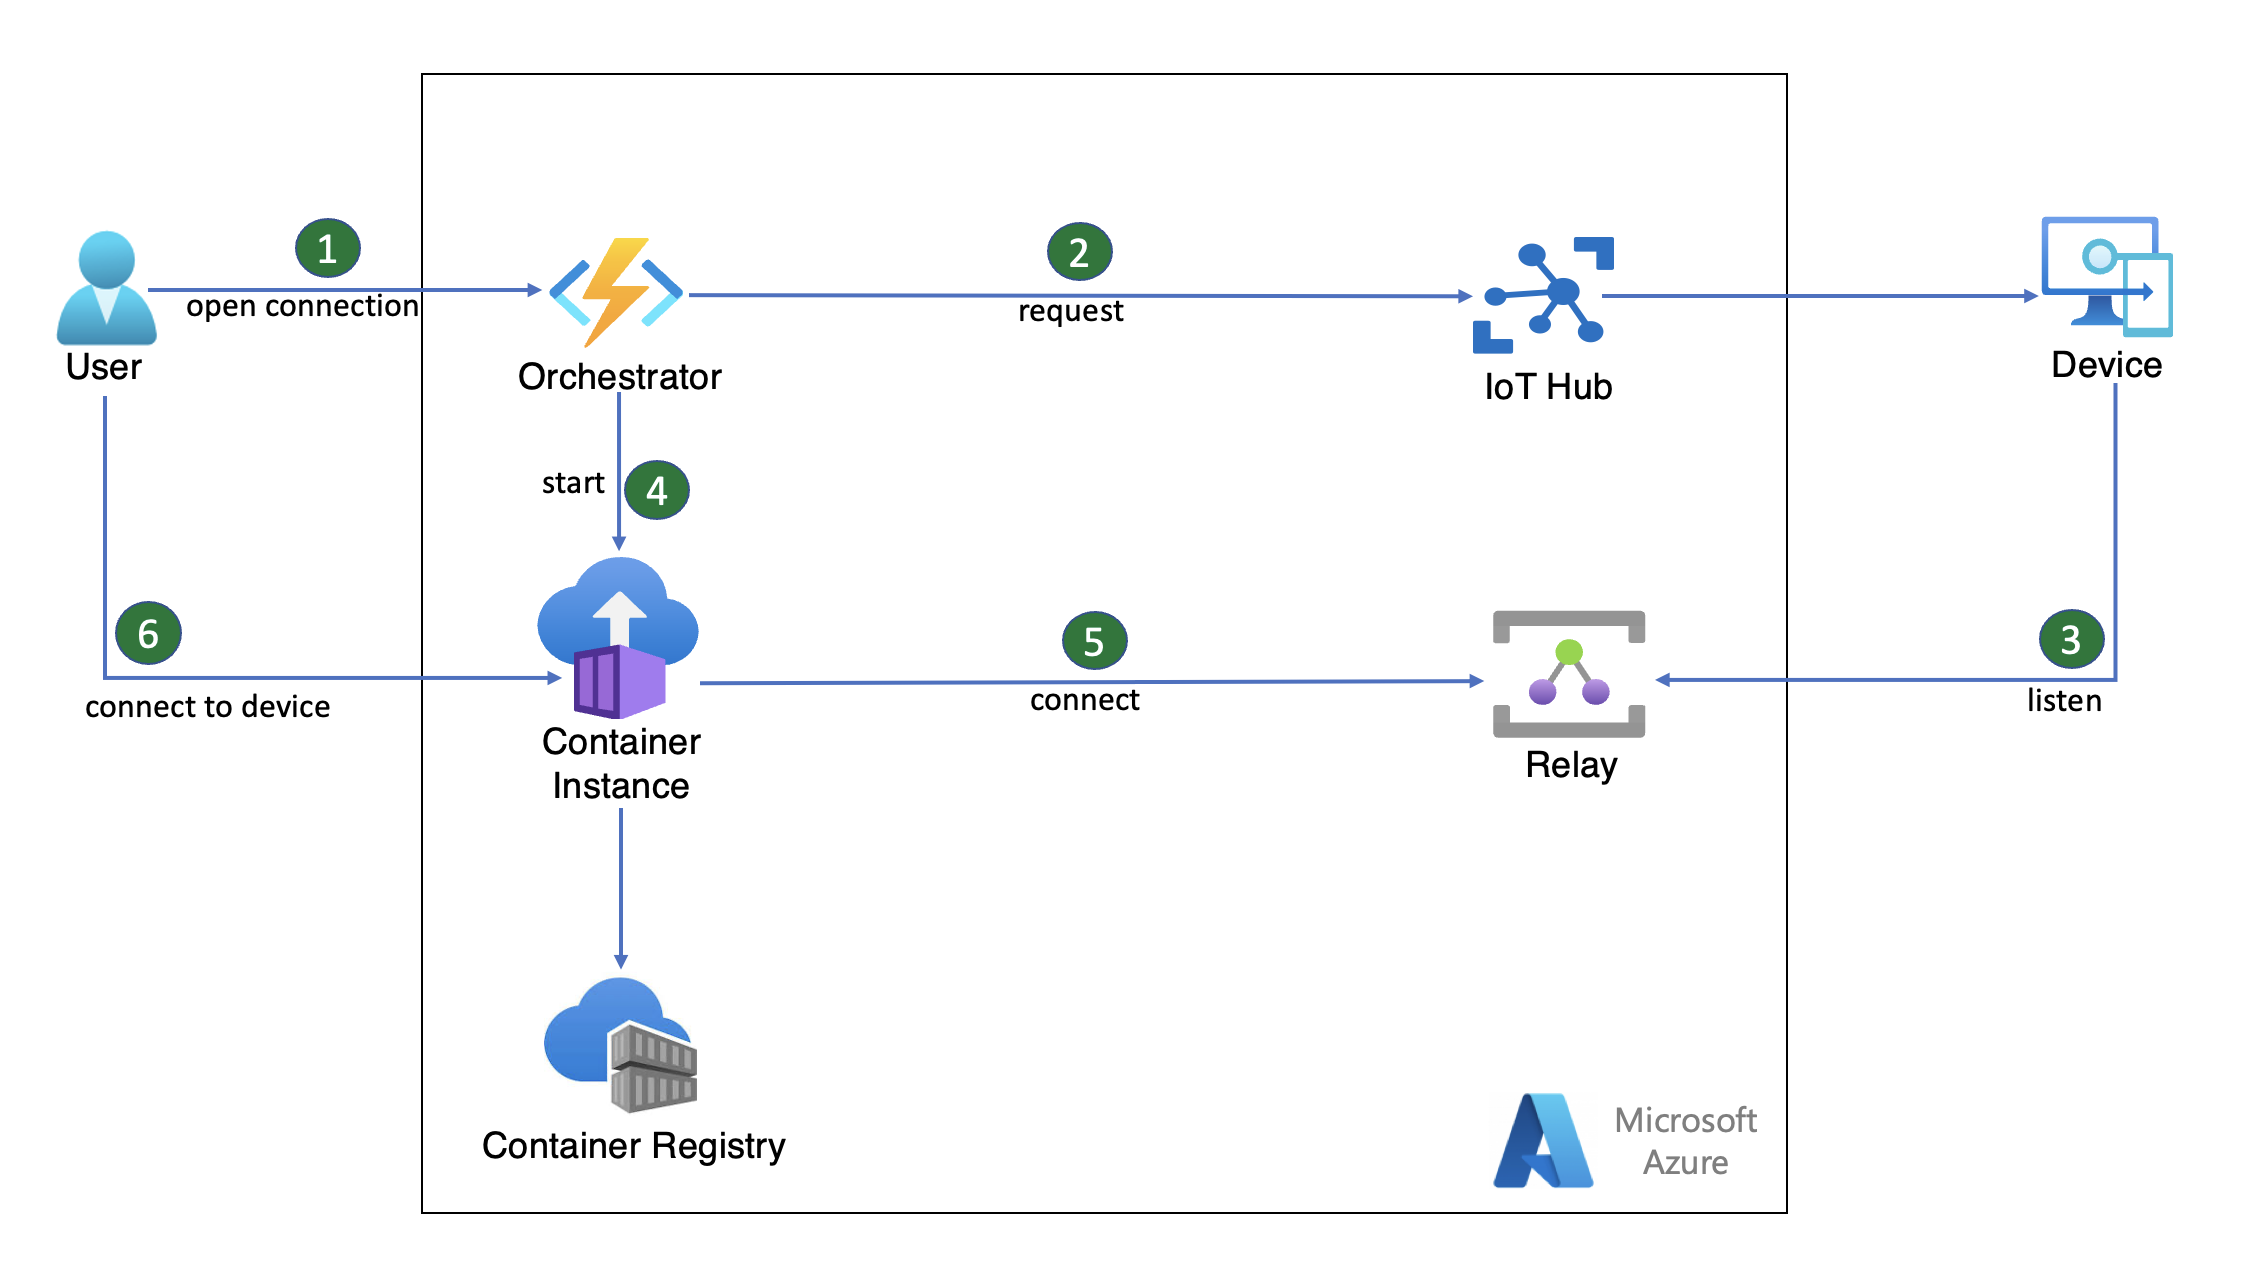 1
open connection
User
2
request
Orchestrator
IoT Hub
Device
start
4
6
connect to device
5
connect
3
listen
Container
Instance
Relay
Container Registry
Microsoft
Azure